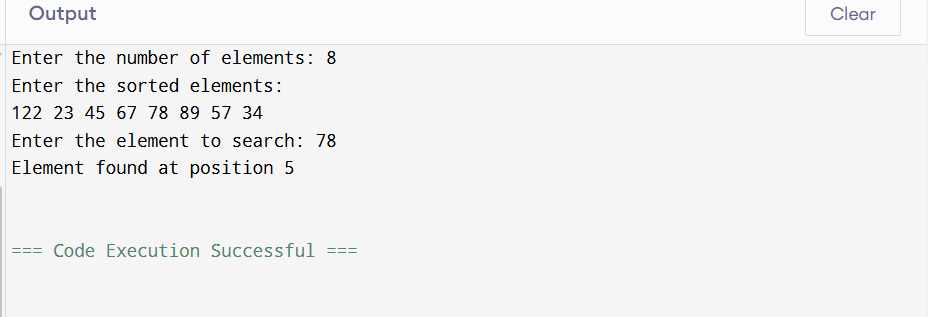 Output
Clear
Enter the number of elements: 8
Enter the sorted elements:
122 23 45 67 78 89 57 34
Enter the element to search: 78
Element found at position 5
=== Code Execution Successful ===